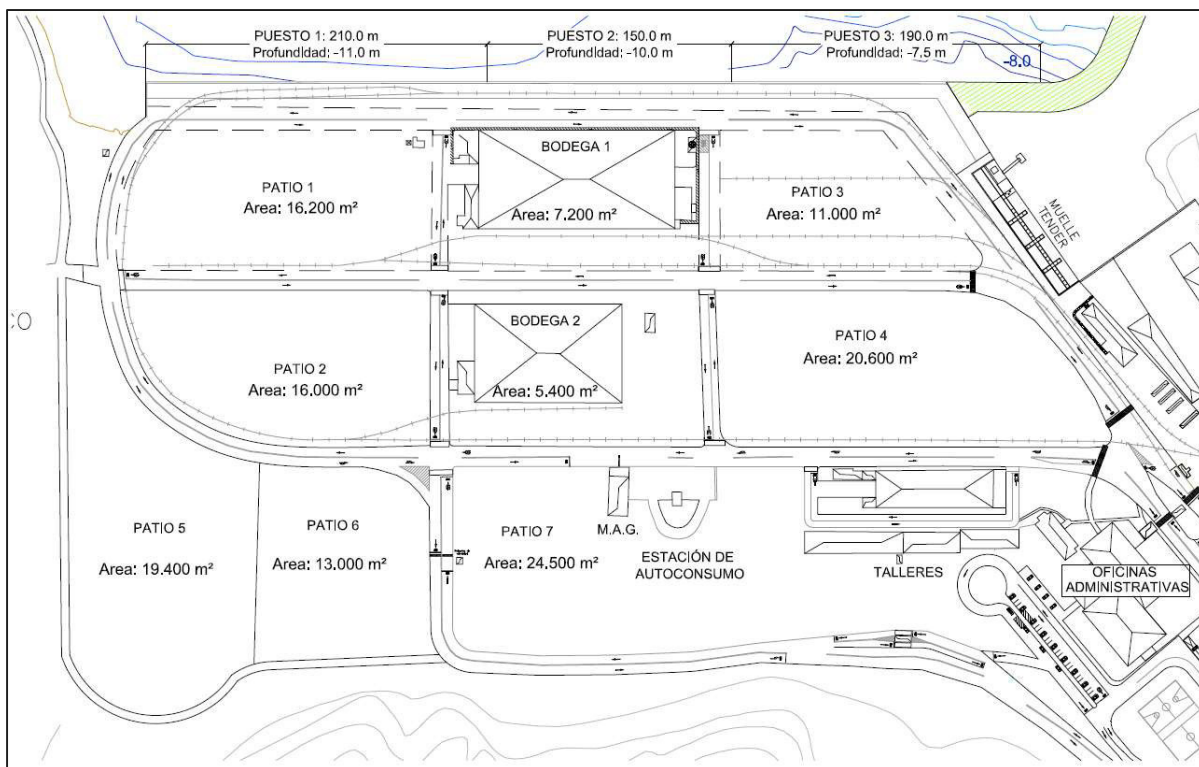 PUESTO 1: 210.0 m
Profundidad: -11.0 m
PUESTO 2: 150.0 m
Profundidad: -10.0 m
PUESTO 3: 190.0 m
Profundidad: -7,5 m
-8.0
BODEGA 1
Area: 7.200 m²
PATIO 1
Area: 16.200 m²
PATIO 3
Area: 11.000 m²
MUELLE
TENDER
BODEGA 2
Area: 5.400 m²
PATIO 4
Area: 20.600 m²
PATIO 2
Area: 16.000 m²
PATIO 5
Area: 19.400 m²
PATIO 6
Area: 13.000 m²
PATIO 7
Area: 24.500 m²
M.A.G.
ESTACIÓN DE
AUTOCONSUMO
TALLERES
OFICINAS
ADMINISTRATIVAS